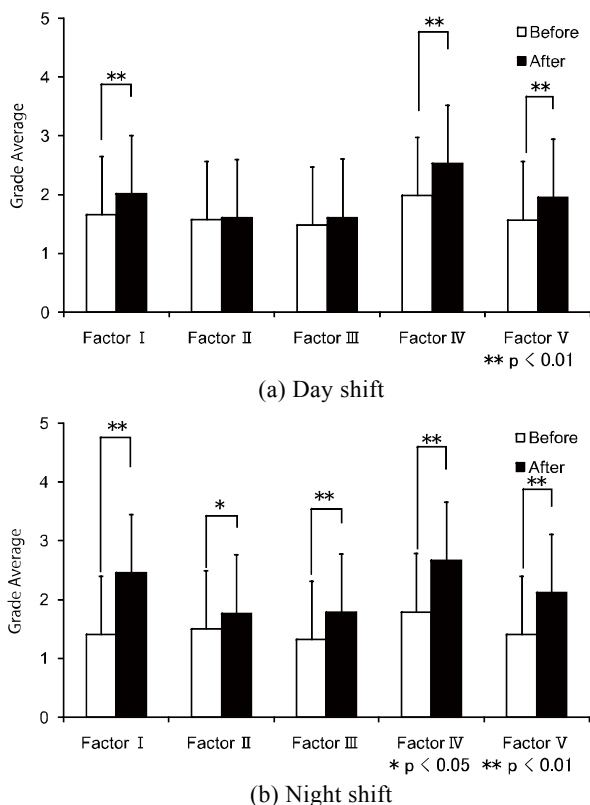 5
Before
**
**
After
4
**
3
2
1
0
Grade Average
Factor Ⅰ Factor Ⅱ Factor Ⅲ Factor Ⅳ Factor Ⅴ
** p < 0.01
(a) Day shift
5
**
Before
**
After
4
**
*
**
3
2
1
0
Grade Average
Factor Ⅰ Factor Ⅱ Factor Ⅲ Factor Ⅳ Factor Ⅴ
* p < 0.05 ** p < 0.01
(b) Night shift